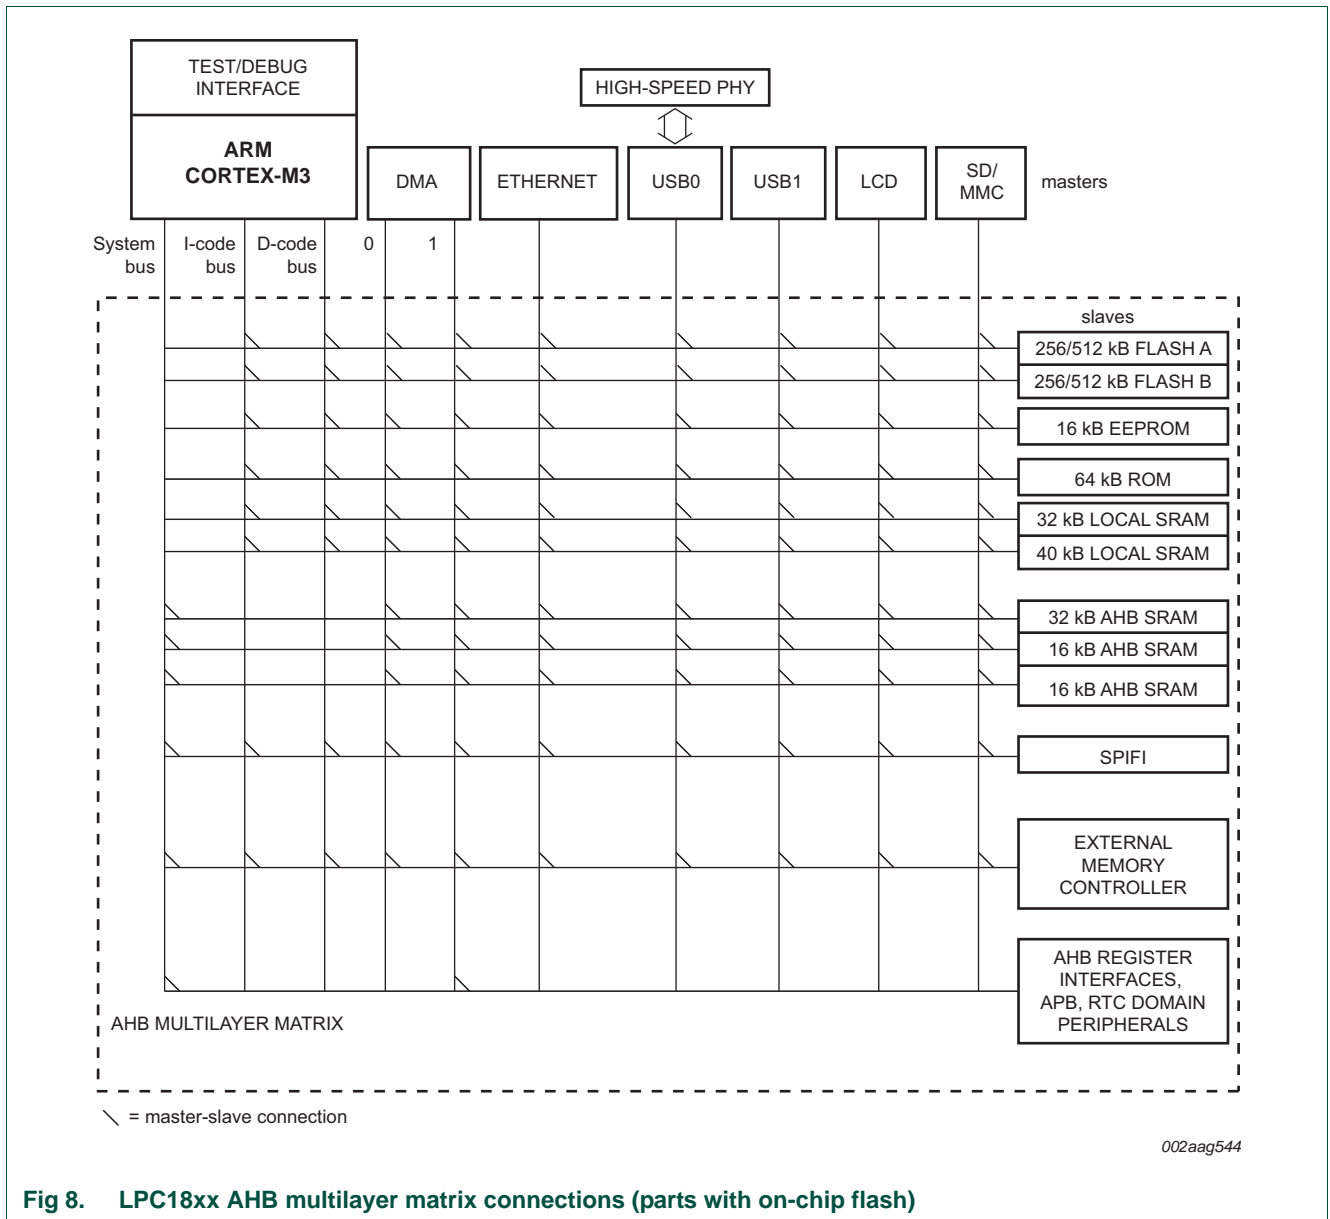 TEST/DEBUG
INTERFACE
ARM
CORTEX-M3
HIGH-SPEED PHY
DMA
ETHERNET
USB0
USB1
LCD
SD/
MMC
masters
System
bus
I-code
bus
D-code
bus
0
1
slaves
256/512 kB FLASH A
256/512 kB FLASH B
16 kB EEPROM
64 kB ROM
32 kB LOCAL SRAM
40 kB LOCAL SRAM
32 kB AHB SRAM
16 kB AHB SRAM
16 kB AHB SRAM
SPIFI
EXTERNAL
MEMORY
CONTROLLER
AHB REGISTER
INTERFACES,
APB, RTC DOMAIN
PERIPHERALS
AHB MULTILAYER MATRIX
= master-slave connection
002aag544
Fig 8. LPC18xx AHB multilayer matrix connections (parts with on-chip flash)